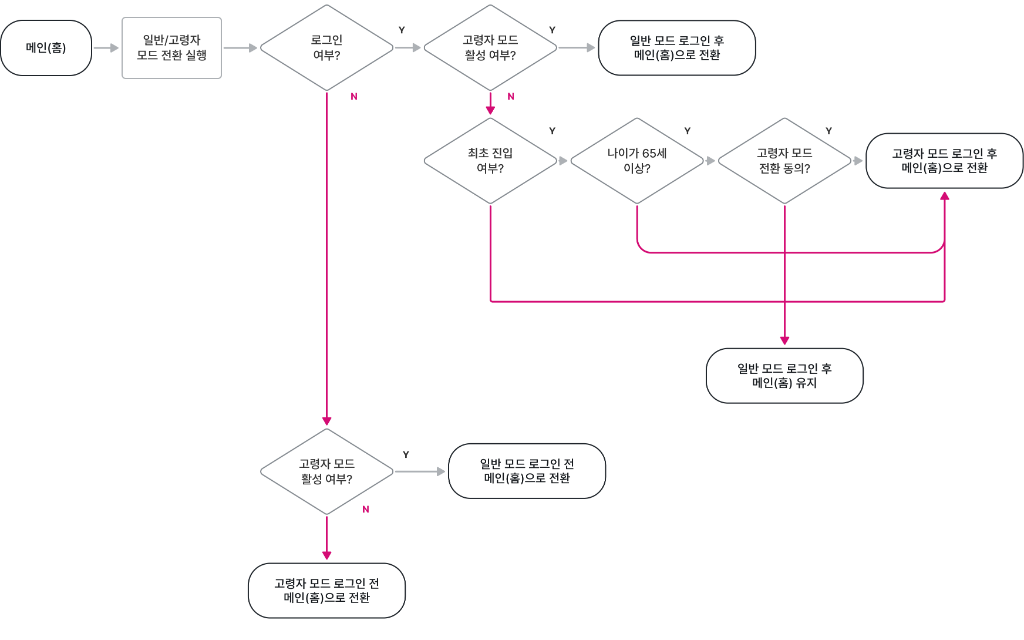 메인(홈)
일반/고령자
모드 전환 실행
로그인
여부?
Y
N
고령자 모드
활성 여부?
Y
N
일반 모드 로그인 후
메인(홈)으로 전환
최초 진입
여부?
Y
나이가 65세
이상?
Y
고령자 모드
전환 동의?
Y
고령자 모드 로그인 후
메인(홈)으로 전환
일반 모드 로그인 후
메인(홈) 유지
고령자 모드
활성 여부?
Y
N
일반 모드 로그인 전
메인(홈)으로 전환
고령자 모드 로그인 전
메인(홈)으로 전환